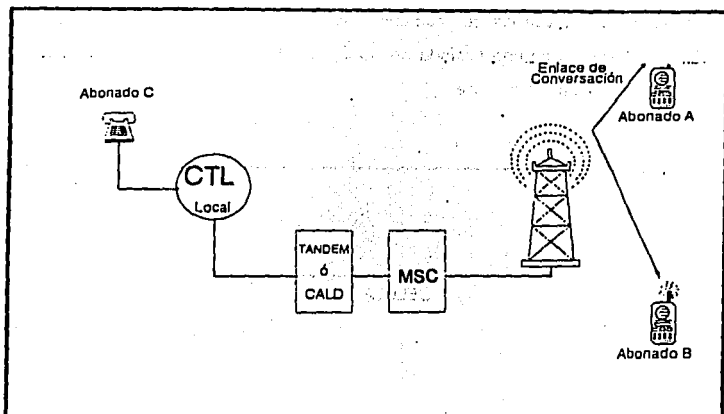 Enlace de
Conversación
Abonado C
Abonado A
CTL
Local
TANDEM
ó
CALD
MSC
Abonado B